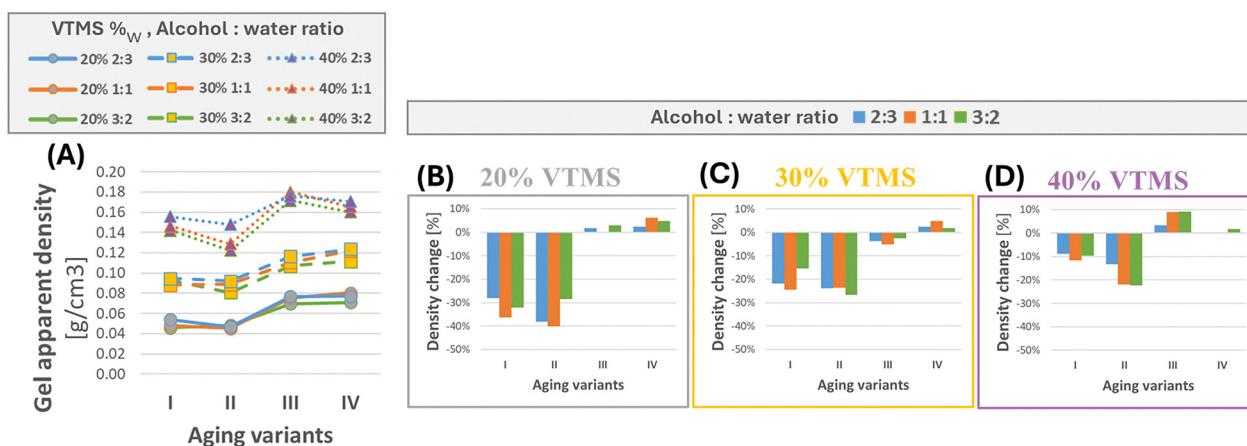 VTMS %w , Alcohol : water ratio
20% 2:3 30% 2:3 40% 2:3
20% 1:1 30% 1:1 40% 1:1
20% 3:2 30% 3:2 40% 3:2
(A)
Gel apparent density
[g/cm3]
0.20
0.18
0.16
0.14
0.12
0.10
0.08
0.06
0.04
0.02
0.00
I II III IV
Aging variants
Alcohol : water ratio 2:3 1:1 3:2
(B)
20% VTMS
Density change [%]
10%
0%
-10%
-20%
-30%
-40%
-50%
I II III IV
Aging variants
(C)
30% VTMS
Density change [%]
10%
0%
-10%
-20%
-30%
-40%
-50%
I II III IV
Aging variants
(D)
40% VTMS
Density change [%]
10%
0%
-10%
-20%
-30%
-40%
-50%
I II III IV
Aging variants